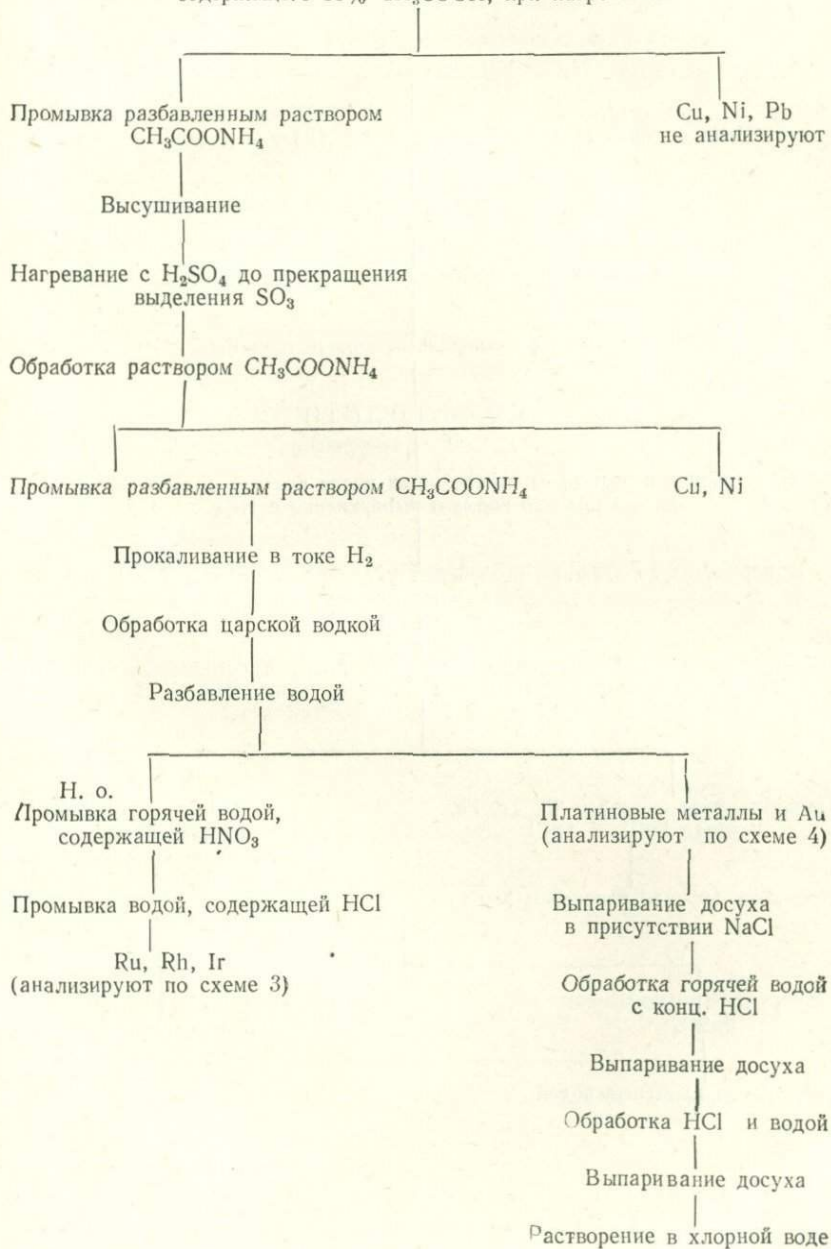 Промывка разбавленным раствором
CH₃COONH₄
Cu, Ni, Pb
не анализируют
Высушивание
Нагревание с H₂SO₄ до прекращения
выделения SO₃
Обработка раствором CH₃COONH₄
Промывка разбавленным раствором CH₃COONH₄
Cu, Ni
Прокаливание в токе H₂
Обработка царской водкой
Разбавление водой
Н. о.
Промывка горячей водой,
содержащей HNO₃
Промывка водой, содержащей HCl
Ru, Rh, Ir
(анализируют по схеме 3)
Платиновые металлы и Au
(анализируют по схеме 4)
Выпаривание досуха
в присутствии NaCl
Обработка горячей водой
с конц. HCl
Выпаривание досуха
Обработка HCl и водой
Выпаривание досуха
Растворение в хлорной воде